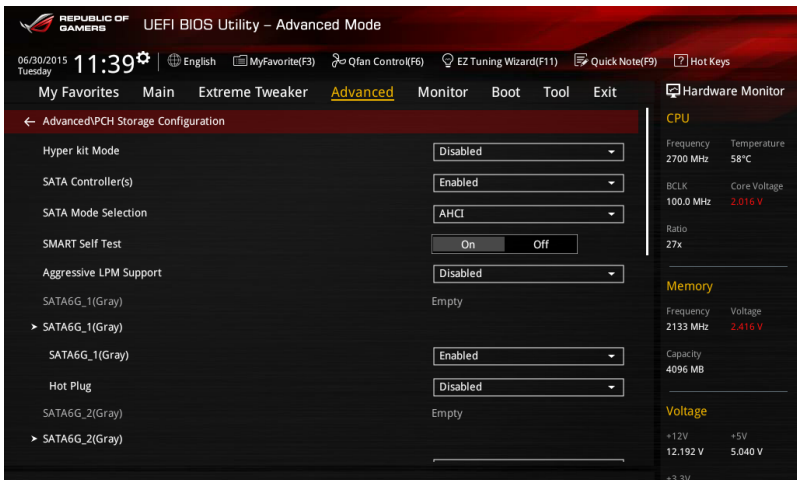 REPUBLIC OF
GAMERS
UEFI BIOS Utility – Advanced Mode
06/30/2015
Tuesday
11:39
English
MyFavorite(F3)
Qfan Control(F6)
EZ Tuning Wizard(F11)
Quick Note(F9)
? Hot Keys
My Favorites Main Extreme Tweaker Advanced Monitor Boot Tool Exit
Hardware Monitor
Advanced\PCH Storage Configuration
Hyper kit Mode Disabled
SATA Controller(s) Enabled
SATA Mode Selection AHCI
SMART Self Test On Off
Aggressive LPM Support Disabled
SATA6G_1(Gray) Empty
SATA6G_1(Gray)
SATA6G_1(Gray) Enabled
Hot Plug Disabled
SATA6G_2(Gray) Empty
SATA6G_2(Gray)
CPU
Frequency Temperature
2700 MHz 58°C
BCLK Core Voltage
100.0 MHz 2.016 V
Ratio
27x
Memory
Frequency Voltage
2133 MHz 2.416 V
Capacity
4096 MB
Voltage
+12V +5V
12.192 V 5.040 V
+3.3V